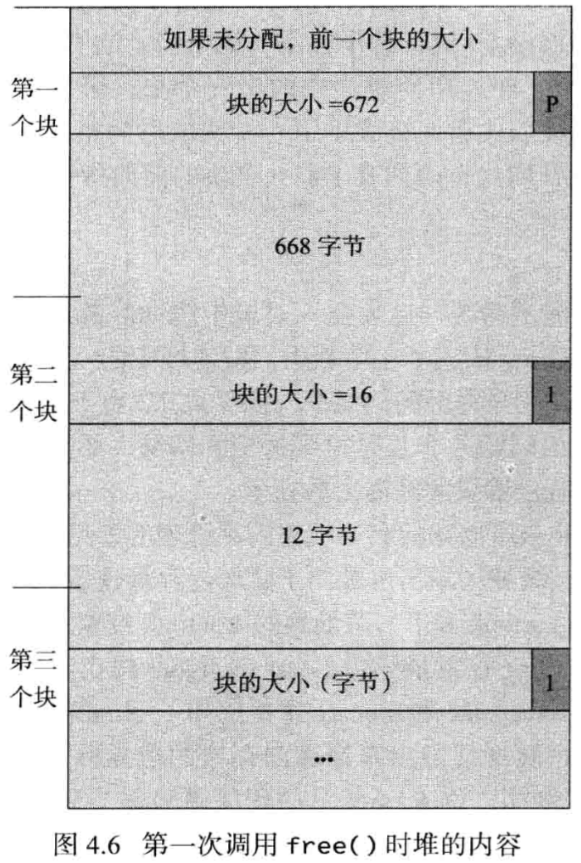 如果未分配，前一个块的大小
第一
个块
块的大小 =672
P
668 字节
第二
个块
块的大小 =16
1
12 字节
第三
个块
块的大小（字节）
1
...
图 4.6 第一次调用 free() 时堆的内容